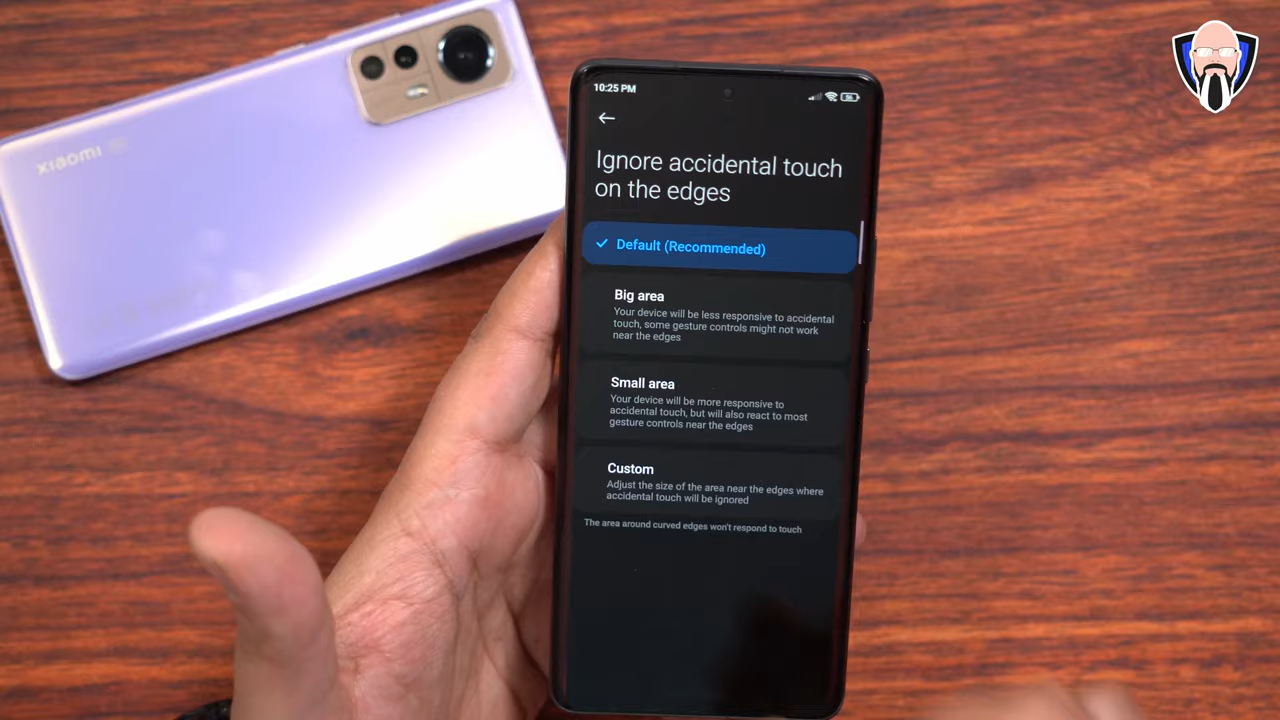 xiaomi
10:25 PM
Ignore accidental touch
on the edges
Default (Recommended)
Big area
Your device will be less responsive to accidental
touch, some gesture controls might not work
near the edges
Small area
Your device will be more responsive to
accidental touch, but will also react to most
gesture controls near the edges
Custom
Adjust the size of the area near the edges where
accidental touch will be ignored
The area around curved edges won't respond to touch